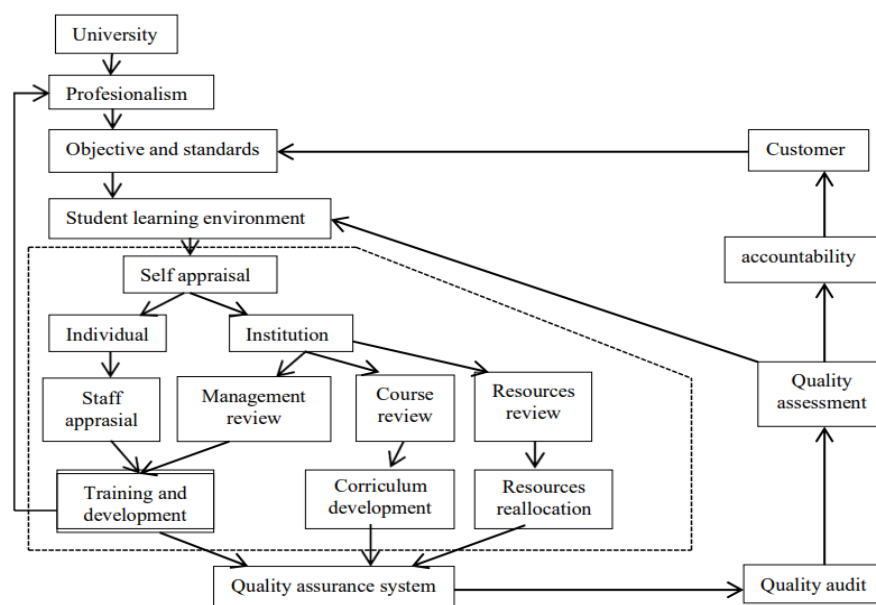 University
Profesionalism
Objective and standards
Customer
Student learning environment
accountability
Self appraisal
Individual
Institution
Quality
assessment
Staff
apprasial
Management
review
Course
review
Resources
review
Training and
development
Corriculum
development
Resources
reallocation
Quality assurance system
Quality audit